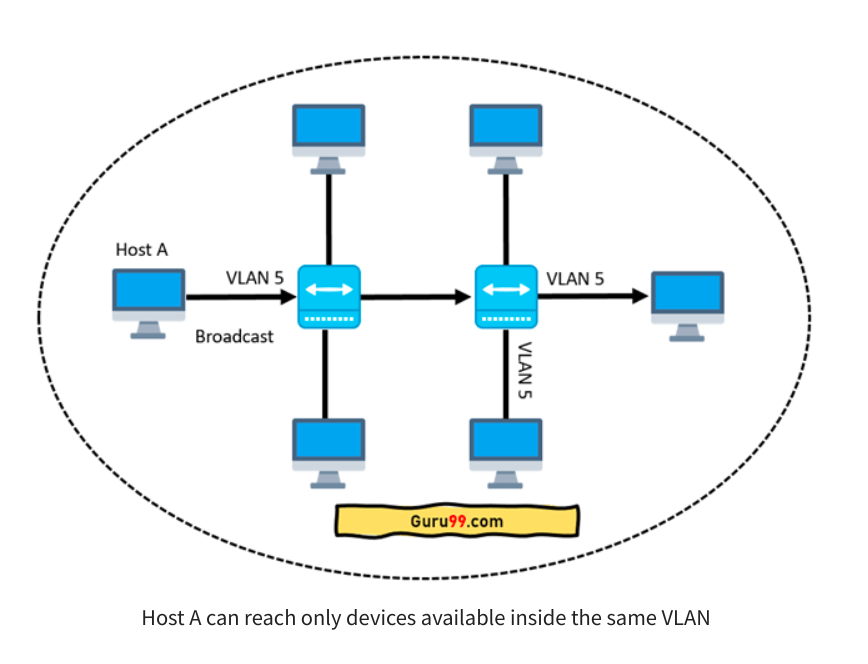 Host A
VLAN 5
VLAN 5
Broadcast
VLAN 5
Guru99.com
Host A can reach only devices available inside the same VLAN